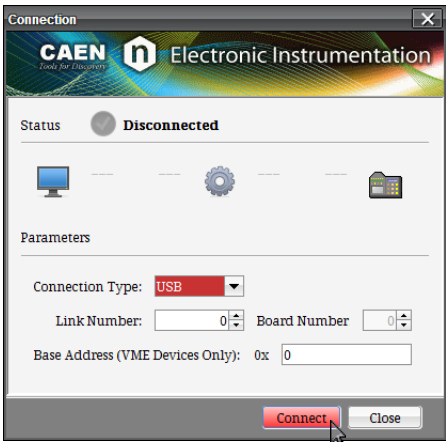 Connection
CAEN n Electronic Instrumentation
Tools for Discovery
Status Disconnected
Parameters
Connection Type: USB
Link Number: 0 Board Number 0
Base Address (VME Devices Only): 0x 0
Connect Close